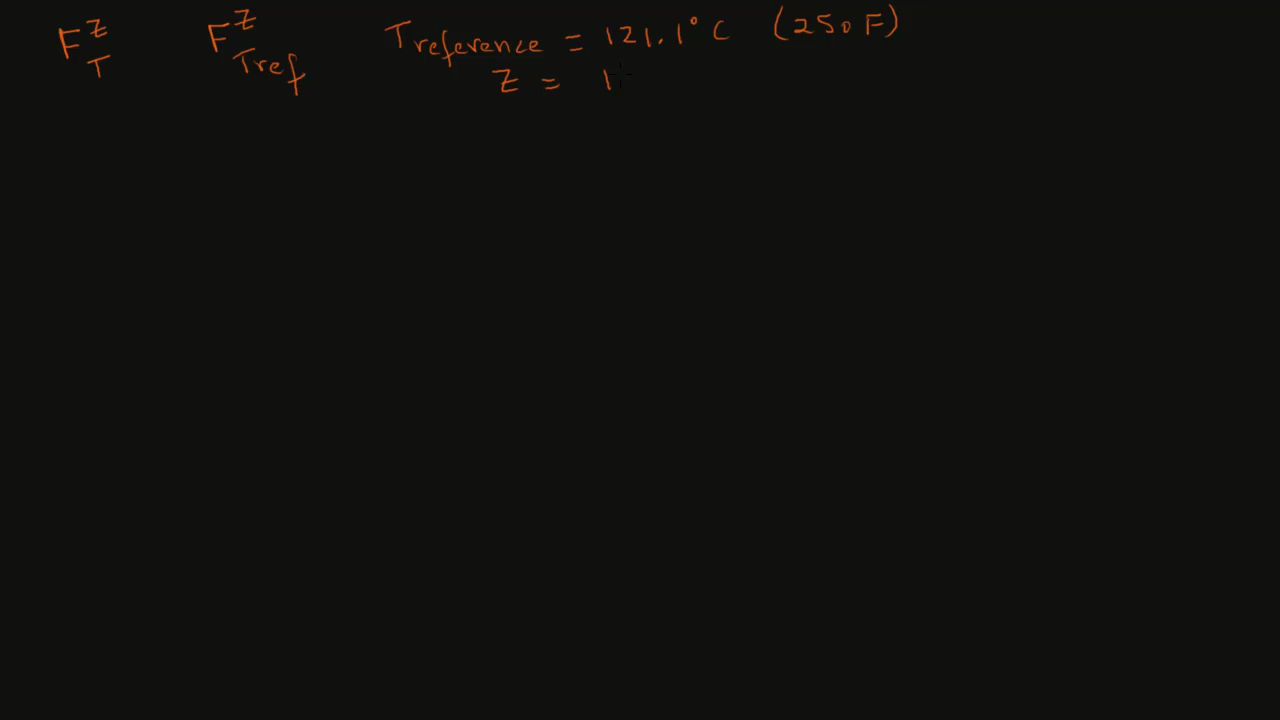 F^Z_T F^Z_Tref Treference = 121.1° C (250 F)
Z = 1